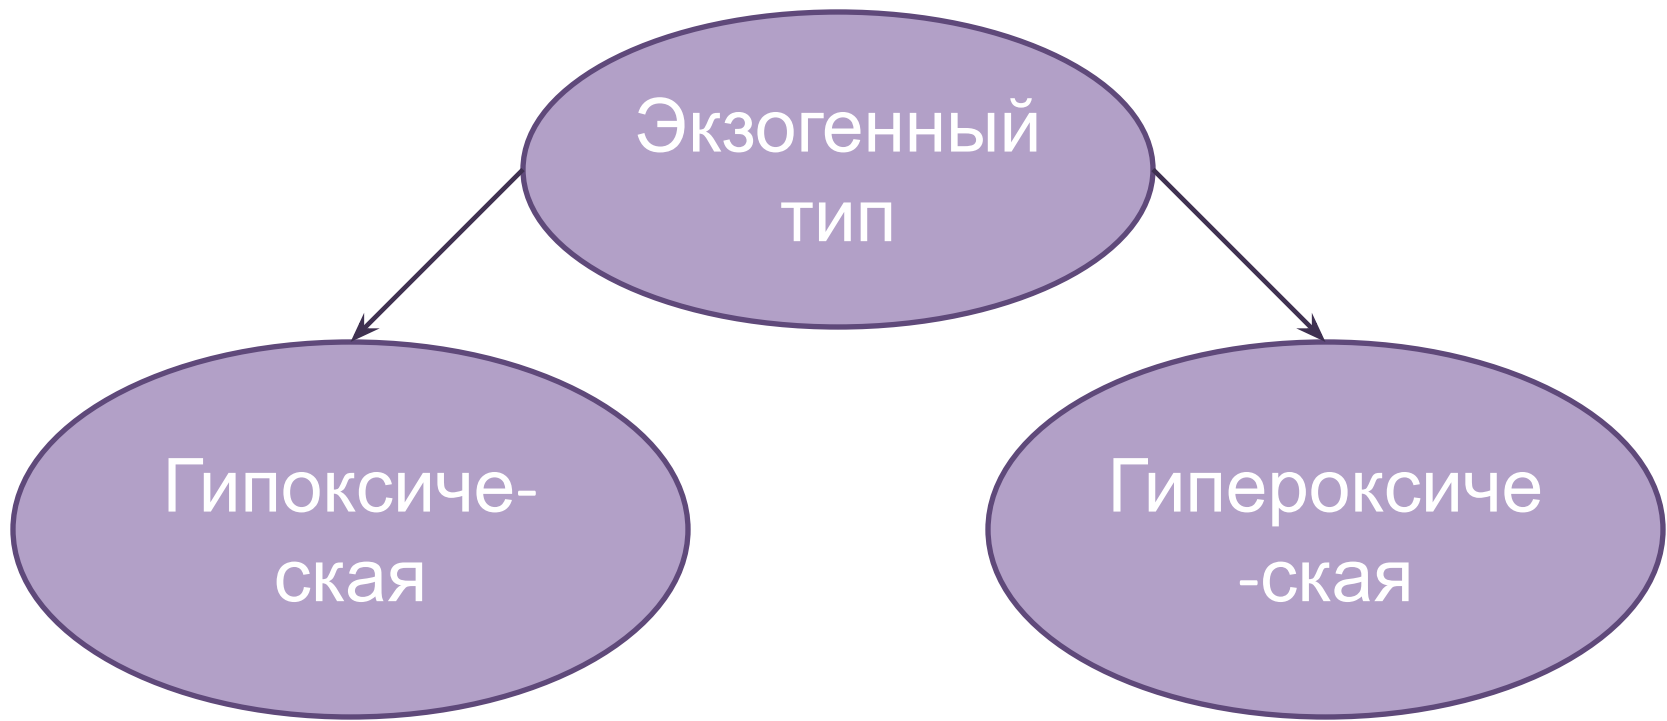 Экзогенный
тип
Гипоксиче-
ская
Гипероксиче
-ская